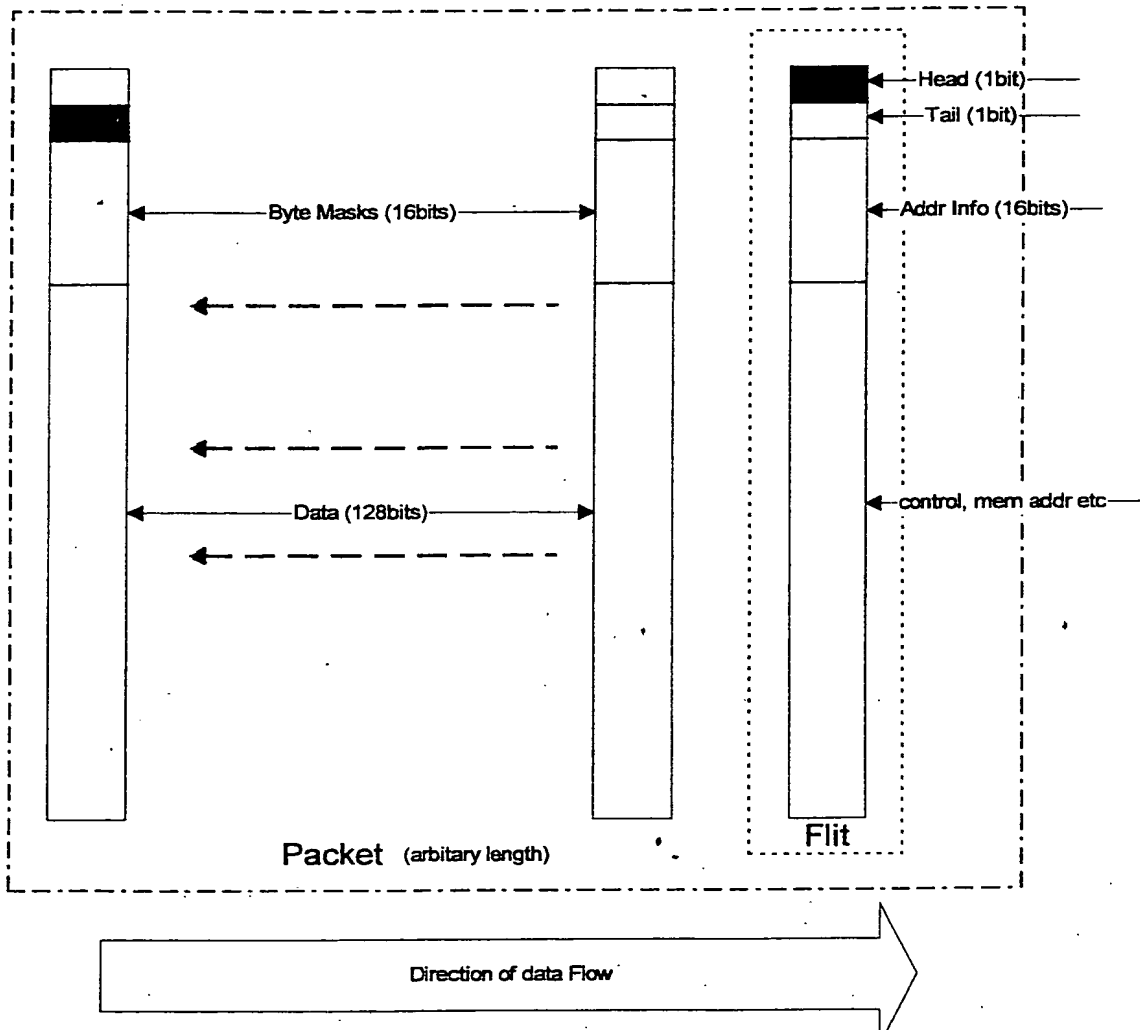 Head (1bit)
Tail (1bit)
Byte Masks (16bits)
Addr Info (16bits)
control, mem addr etc
Data (128bits)
Flit
Packet (arbitary length)
Direction of data Flow